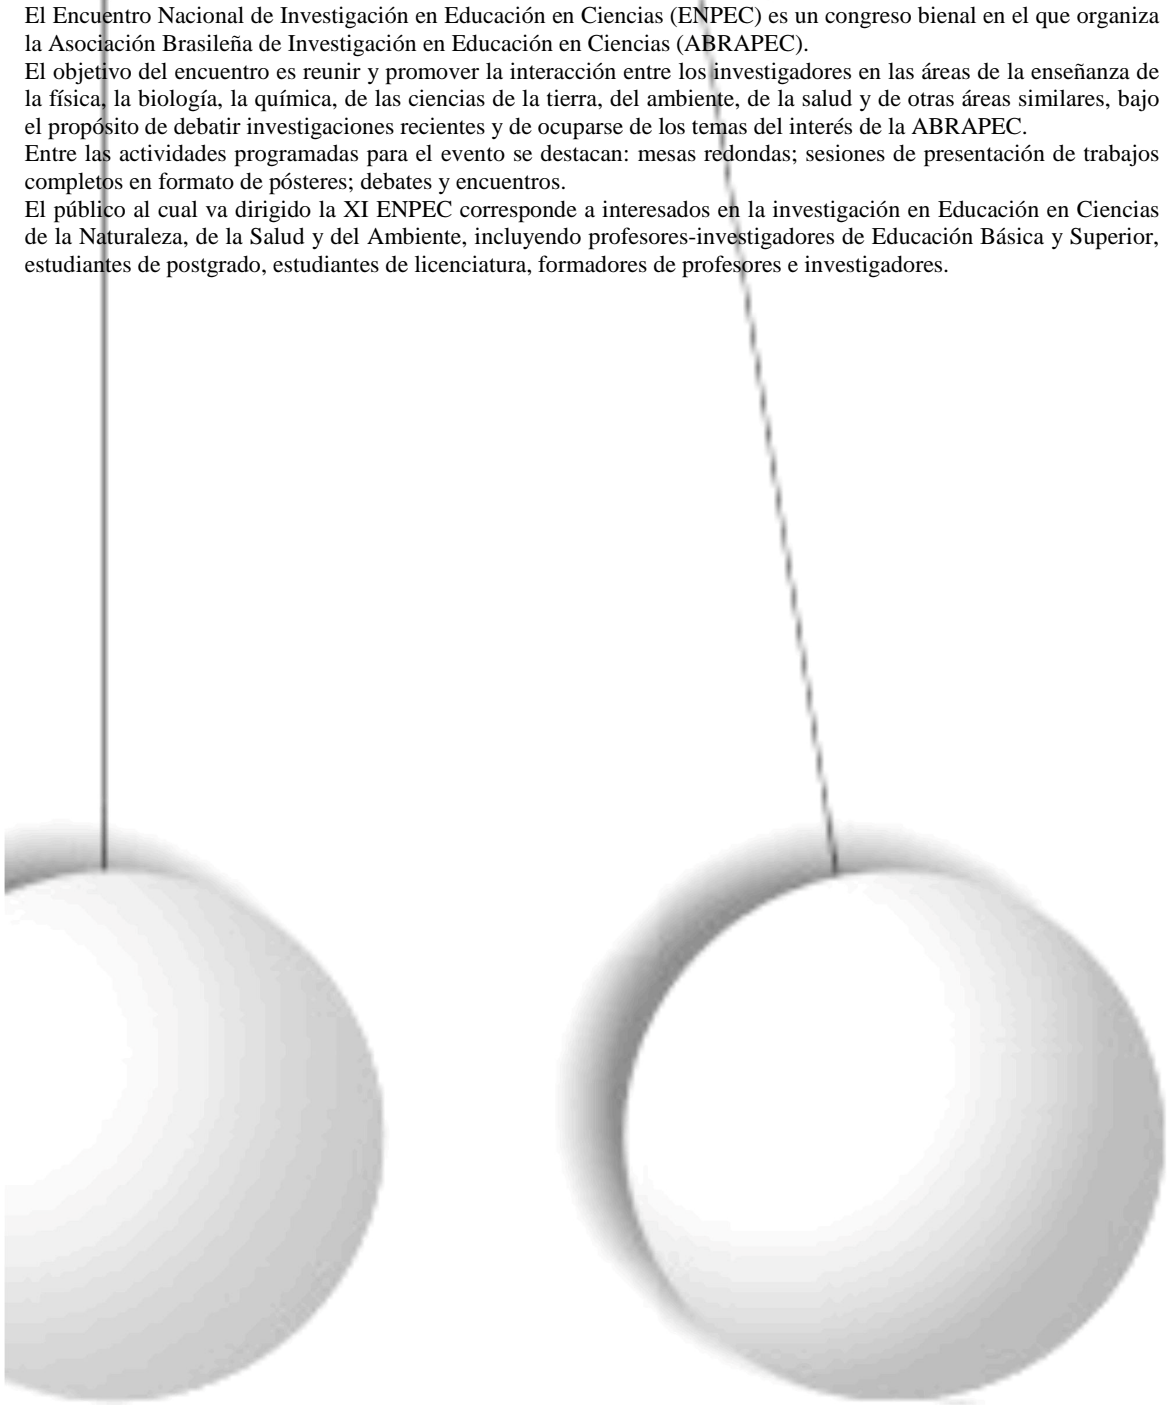 El Encuentro Nacional de Investigación en Educación en Ciencias (ENPEC) es un congreso bienal en el que organiza
la Asociación Brasileña de Investigación en Educación en Ciencias (ABRAPEC).
El objetivo del encuentro es reunir y promover la interacción entre los investigadores en las áreas de la enseñanza de
la física, la biología, la química, de las ciencias de la tierra, del ambiente, de la salud y de otras áreas similares, bajo
el propósito de debatir investigaciones recientes y de ocuparse de los temas del interés de la ABRAPEC.
Entre las actividades programadas para el evento se destacan: mesas redondas; sesiones de presentación de trabajos
completos en formato de pósteres; debates y encuentros.
El público al cual va dirigido la XI ENPEC corresponde a interesados en la investigación en Educación en Ciencias
de la Naturaleza, de la Salud y del Ambiente, incluyendo profesores-investigadores de Educación Básica y Superior,
estudiantes de postgrado, estudiantes de licenciatura, formadores de profesores e investigadores.